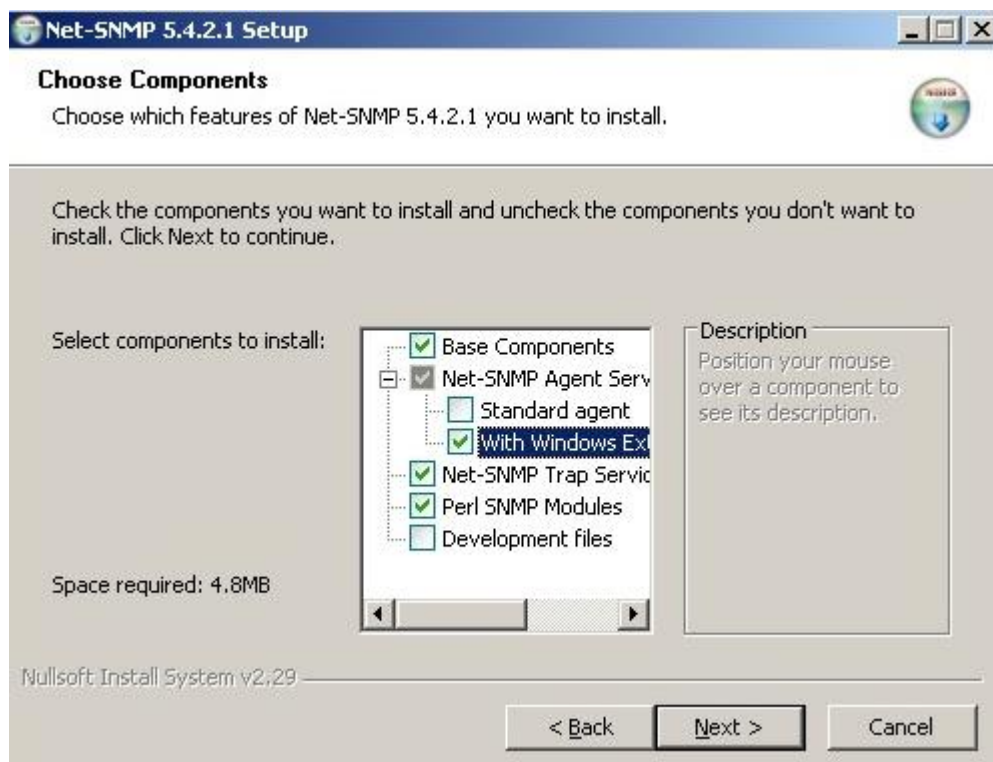 Net-SNMP 5.4.2.1 Setup
Choose Components
Choose which features of Net-SNMP 5.4.2.1 you want to install.
Check the components you want to install and uncheck the components you don't want to
install. Click Next to continue.
Select components to install:
Base Components
Net-SNMP Agent Serv
Standard agent
With Windows Ext
Net-SNMP Trap Servic
Perl SNMP Modules
Development files
Description
Position your mouse
over a component to
see its description.
Space required: 4.8MB
Nullsoft Install System v2.29
< Back
Next >
Cancel